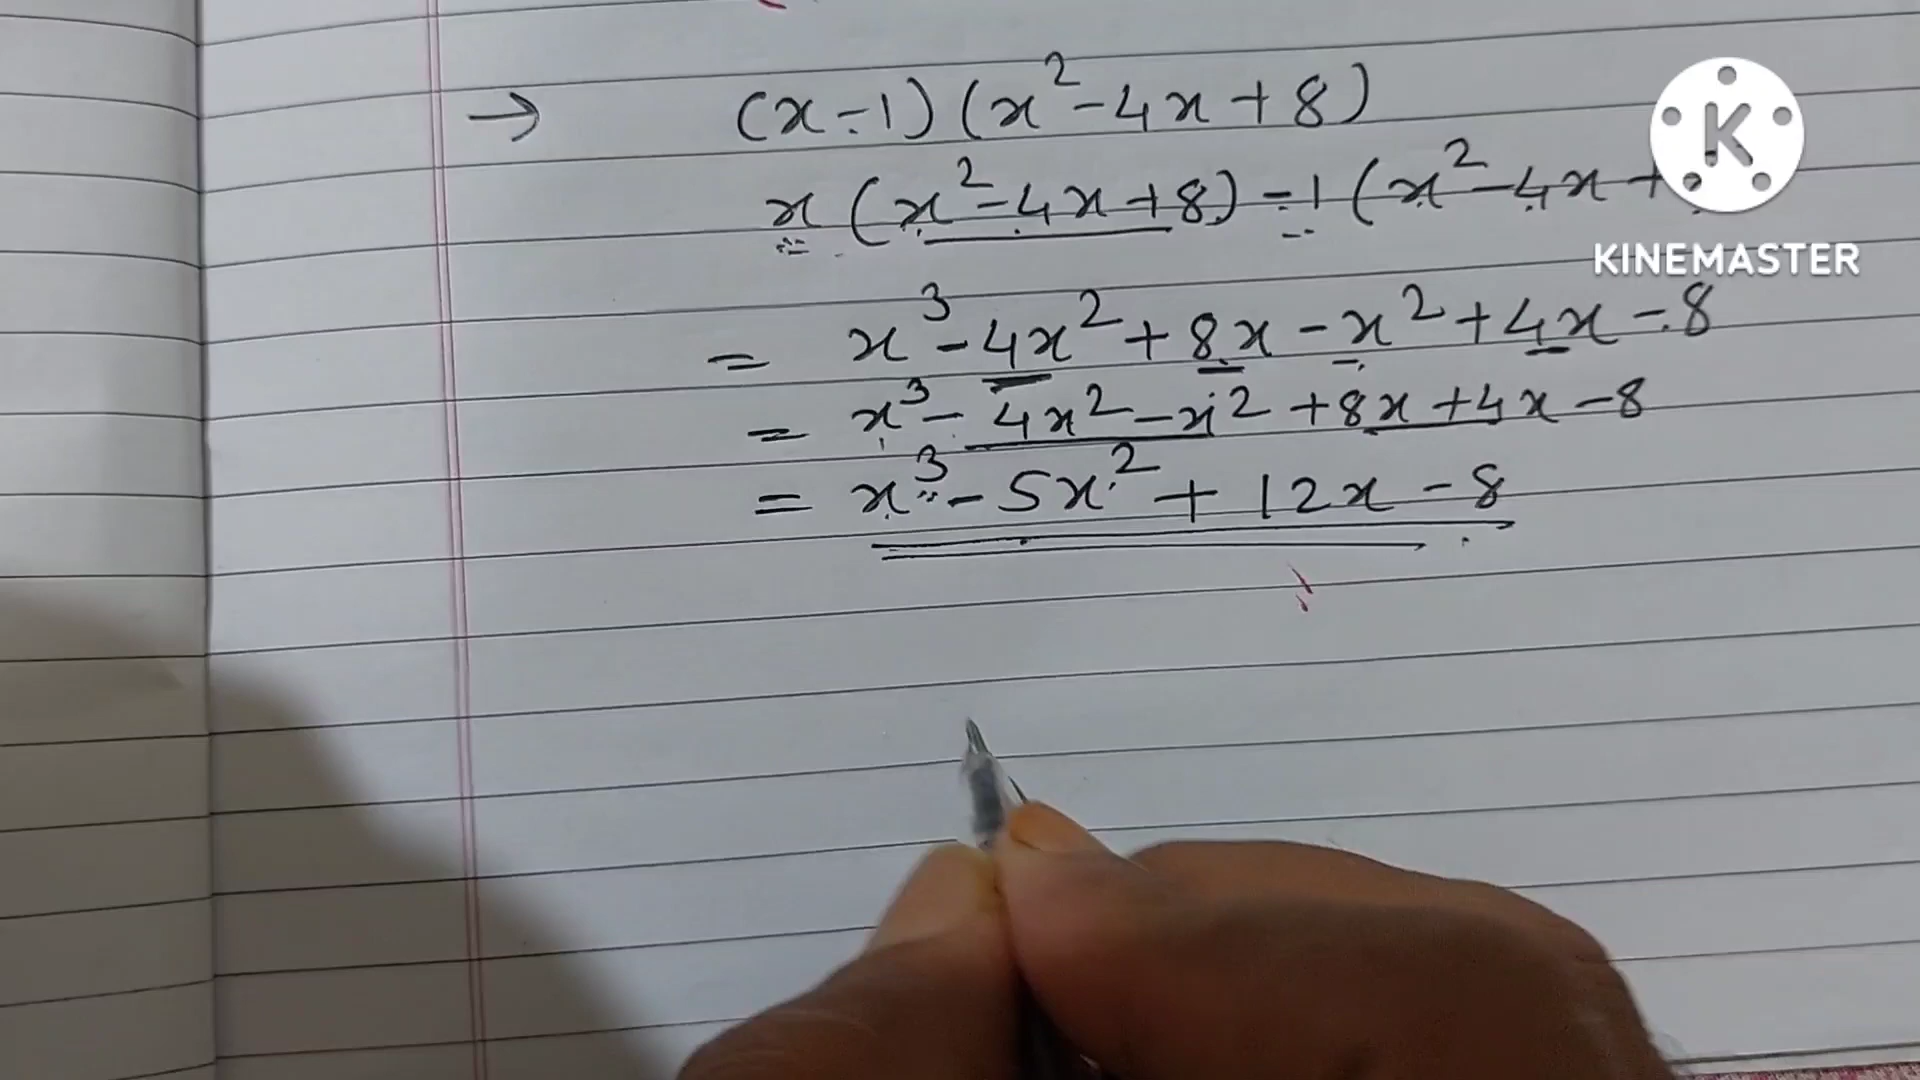 → (x-1)(x²-4x+8)
x(x²-4x+8)-1(x²-4x+
= x³-4x²+8x-x²+4x-8
= x³-4x²-x²+8x+4x-8
= x³-5x²+12x-8
K
KINEMASTER